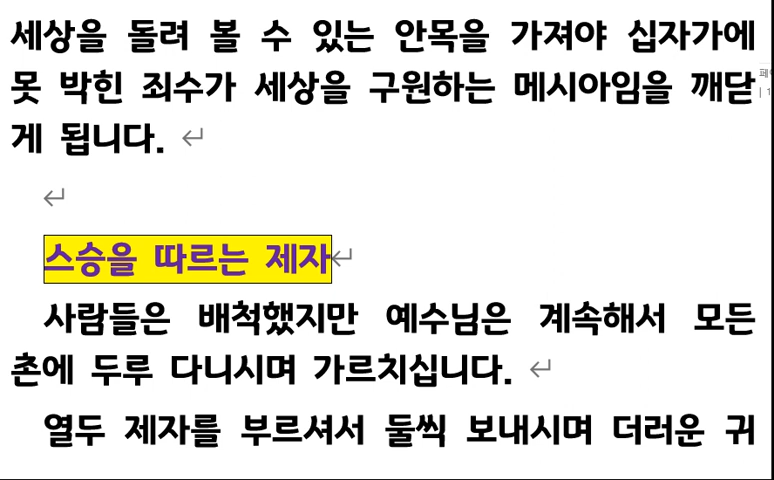 세상을 돌려 볼 수 있는 안목을 가져야 십자가에
못 박힌 죄수가 세상을 구원하는 메시아임을 깨닫
게 됩니다.
스승을 따르는 제자
사람들은 배척했지만 예수님은 계속해서 모든
촌에 두루 다니시며 가르치십니다.
열두 제자를 부르셔서 둘씩 보내시며 더러운 귀